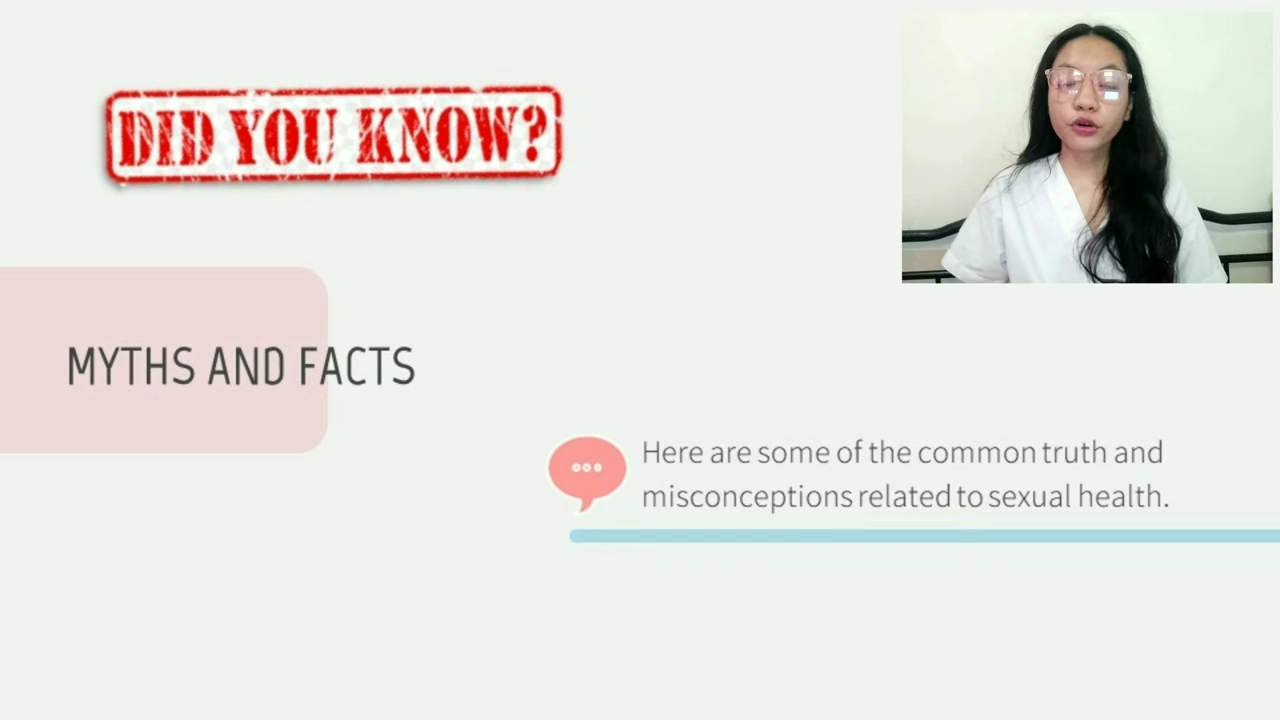 DID YOU KNOW?
MYTHS AND FACTS
Here are some of the common truth and
misconceptions related to sexual health.